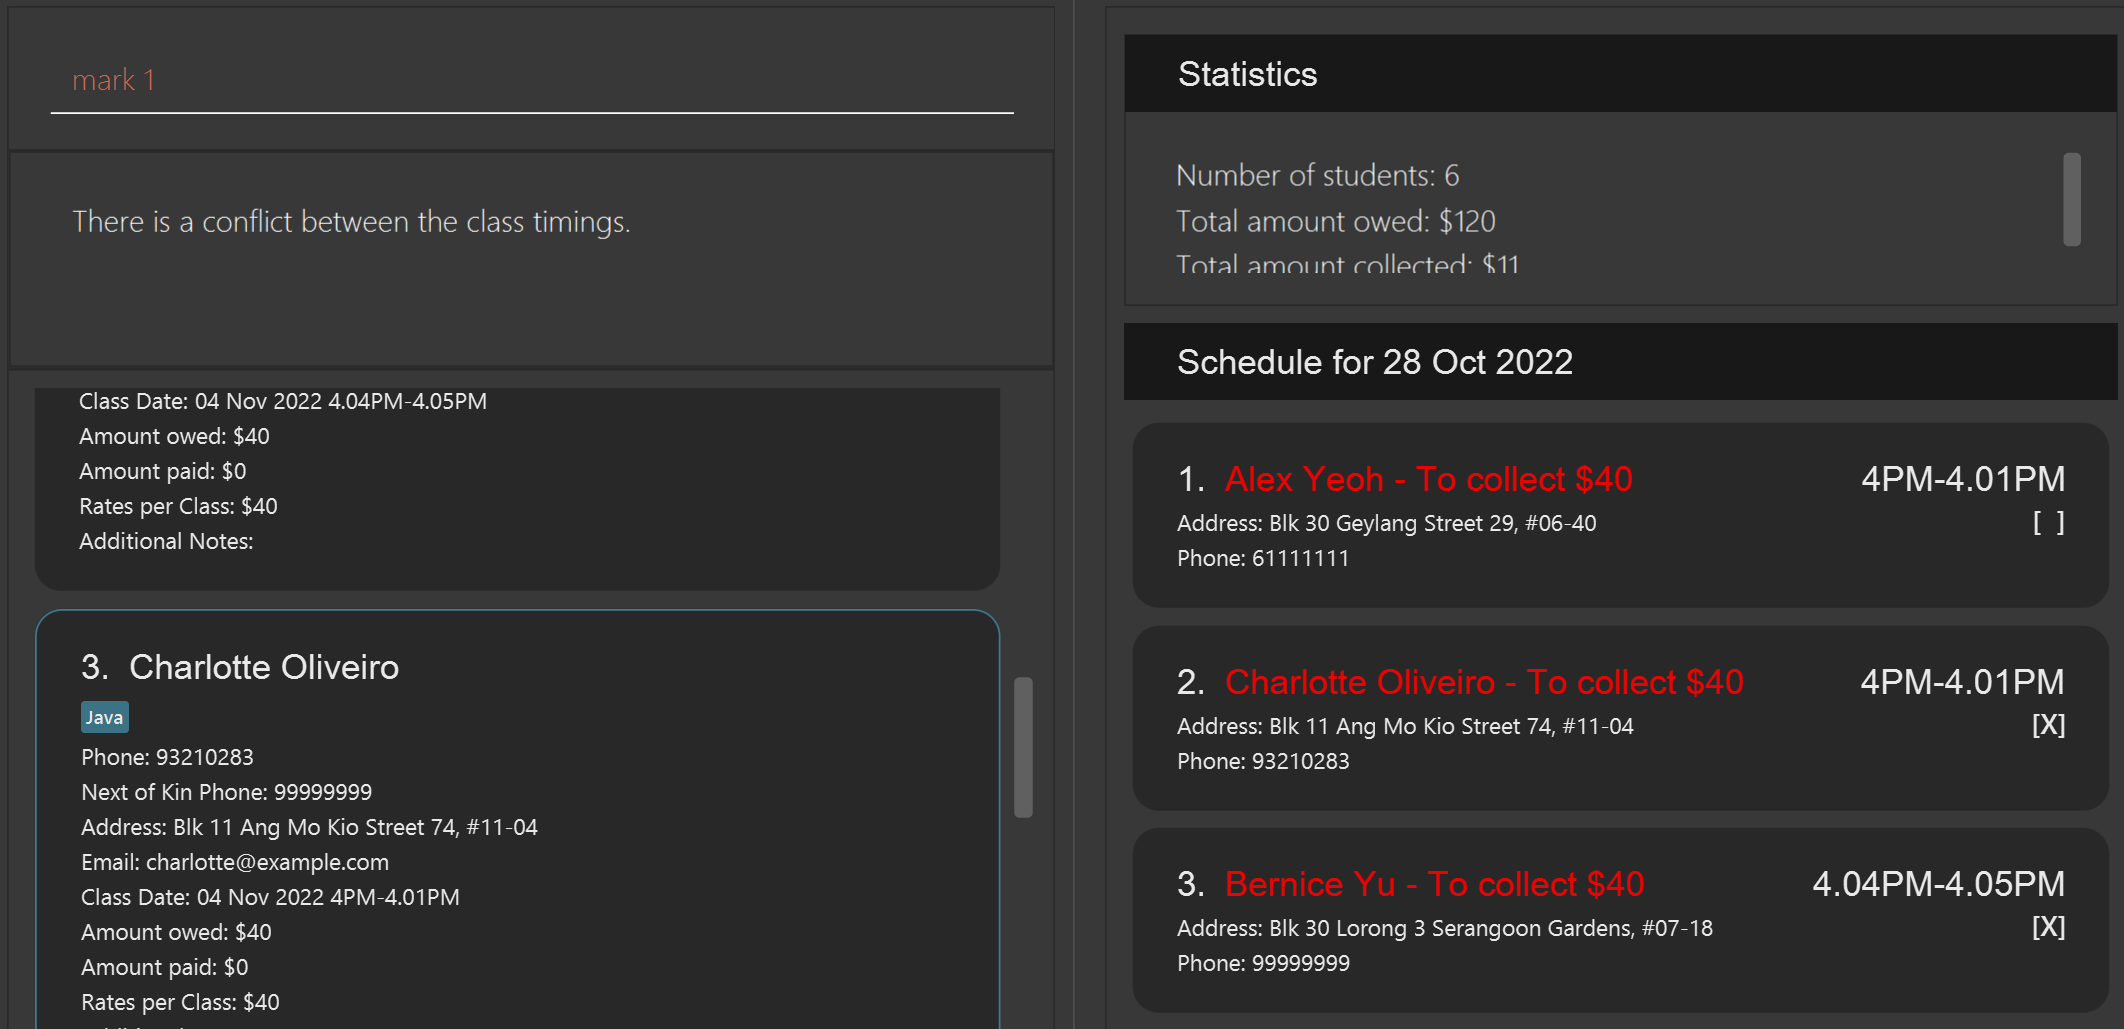 mark 1
There is a conflict between the class timings.
Class Date: 04 Nov 2022 4.04PM-4.05PM
Amount owed: $40
Amount paid: $0
Rates per Class: $40
Additional Notes:
3. Charlotte Oliveiro
Java
Phone: 93210283
Next of Kin Phone: 99999999
Address: Blk 11 Ang Mo Kio Street 74, #11-04
Email: charlotte@example.com
Class Date: 04 Nov 2022 4PM-4.01PM
Amount owed: $40
Amount paid: $0
Rates per Class: $40
Statistics
Number of students: 6
Total amount owed: $120
Total amount collected: $11
Schedule for 28 Oct 2022
1. Alex Yeoh - To collect $40 4PM-4.01PM
Address: Blk 30 Geylang Street 29, #06-40 [ ]
Phone: 61111111
2. Charlotte Oliveiro - To collect $40 4PM-4.01PM
Address: Blk 11 Ang Mo Kio Street 74, #11-04 [X]
Phone: 93210283
3. Bernice Yu - To collect $40 4.04PM-4.05PM
Address: Blk 30 Lorong 3 Serangoon Gardens, #07-18 [X]
Phone: 99999999